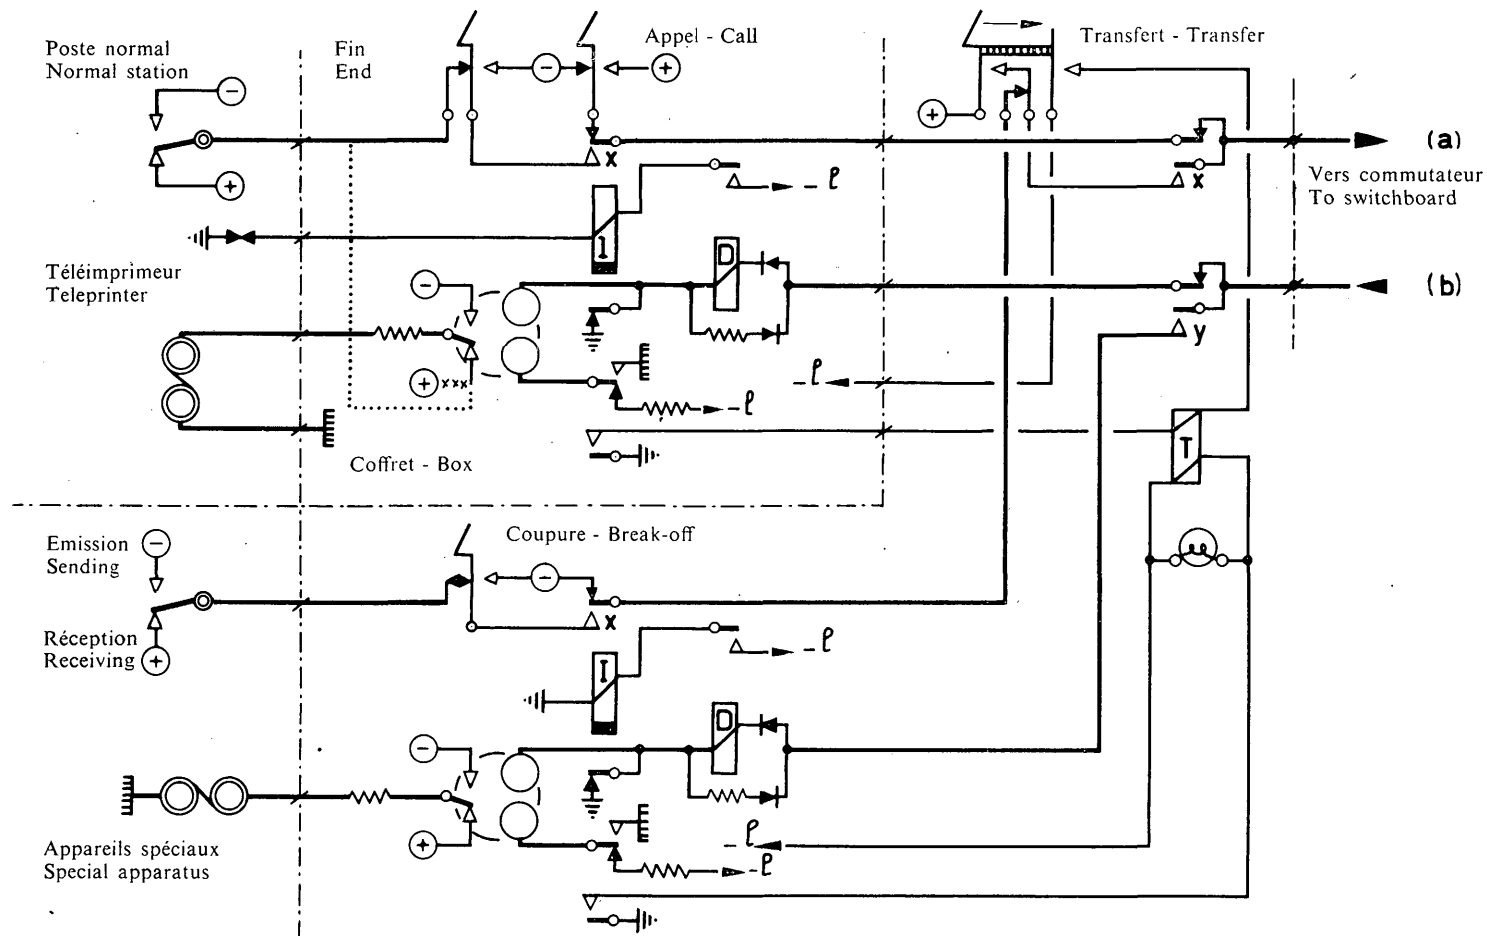 Poste normal
Normal station
Fin
End
Appel - Call
Transfert - Transfer
−
+
−
+
+
x
x
(a)
Vers commutateur
To switchboard
− ℓ
I
D
Téléimprimeur
Teleprinter
−
+ xxx
y
(b)
−ℓ
−ℓ
T
Coffret - Box
Emission
Sending
−
Coupure - Break-off
−
x
Réception
Receiving
+
− ℓ
I
D
−
+
Appareils spéciaux
Special apparatus
−ℓ
−ℓ